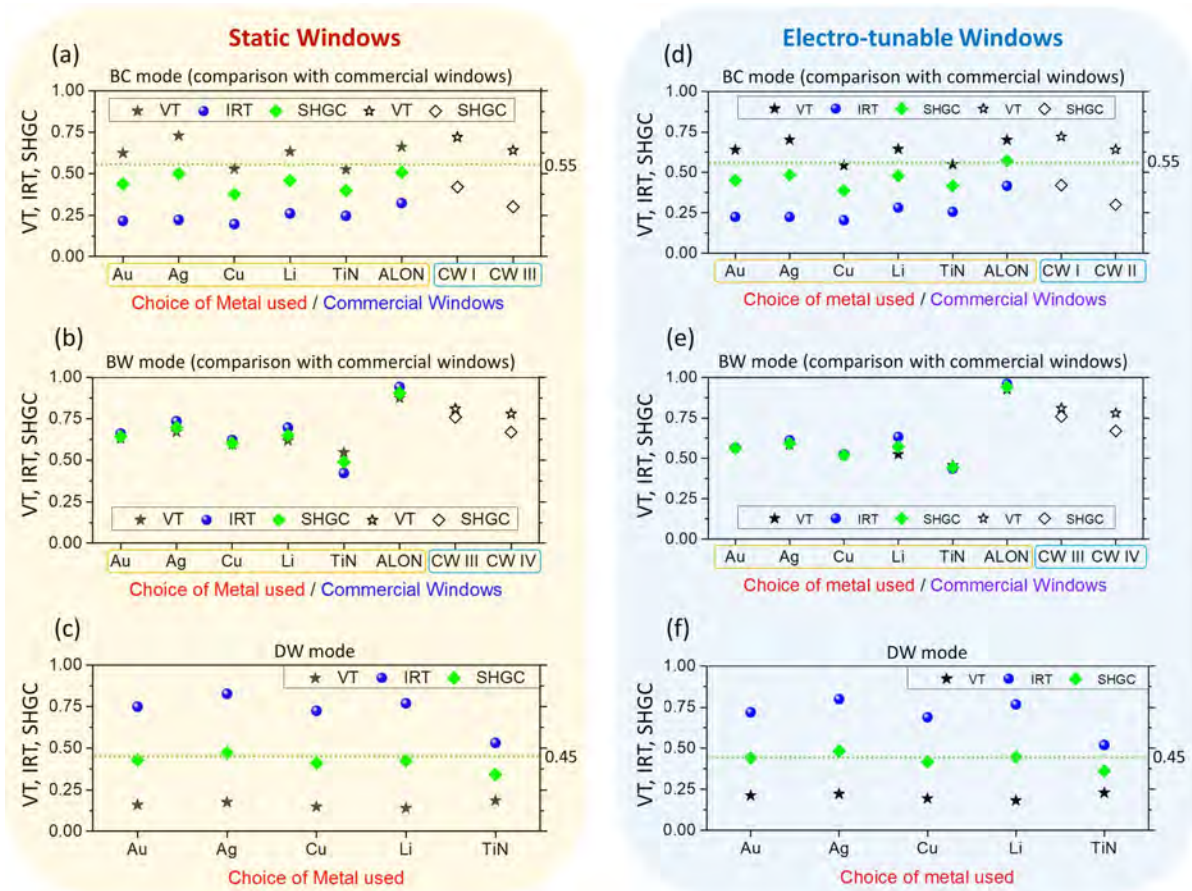 Static Windows
(a)
BC mode (comparison with commercial windows)
VT IRT SHGC VT SHGC
VT, IRT, SHGC
1.00
0.75
0.50
0.25
0.00
0.55
Au Ag Cu Li TiN ALON CW I CW III
Choice of Metal used / Commercial Windows
(b)
BW mode (comparison with commercial windows)
VT, IRT, SHGC
1.00
0.75
0.50
0.25
0.00
VT IRT SHGC VT SHGC
Au Ag Cu Li TiN ALON CW III CW IV
Choice of Metal used / Commercial Windows
(c)
DW mode
VT IRT SHGC
VT, IRT, SHGC
1.00
0.75
0.50
0.25
0.00
0.45
Au Ag Cu Li TiN
Choice of Metal used
Electro-tunable Windows
(d)
BC mode (comparison with commercial windows)
VT IRT SHGC VT SHGC
VT, IRT, SHGC
1.00
0.75
0.50
0.25
0.00
0.55
Au Ag Cu Li TiN ALON CW I CW II
Choice of metal used / Commercial Windows
(e)
BW mode (comparison with commercial windows)
VT, IRT, SHGC
1.00
0.75
0.50
0.25
0.00
VT IRT SHGC VT SHGC
Au Ag Cu Li TiN ALON CW III CW IV
Choice of metal used / Commercial Windows
(f)
DW mode
VT IRT SHGC
VT, IRT, SHGC
1.00
0.75
0.50
0.25
0.00
0.45
Au Ag Cu Li TiN
Choice of metal used